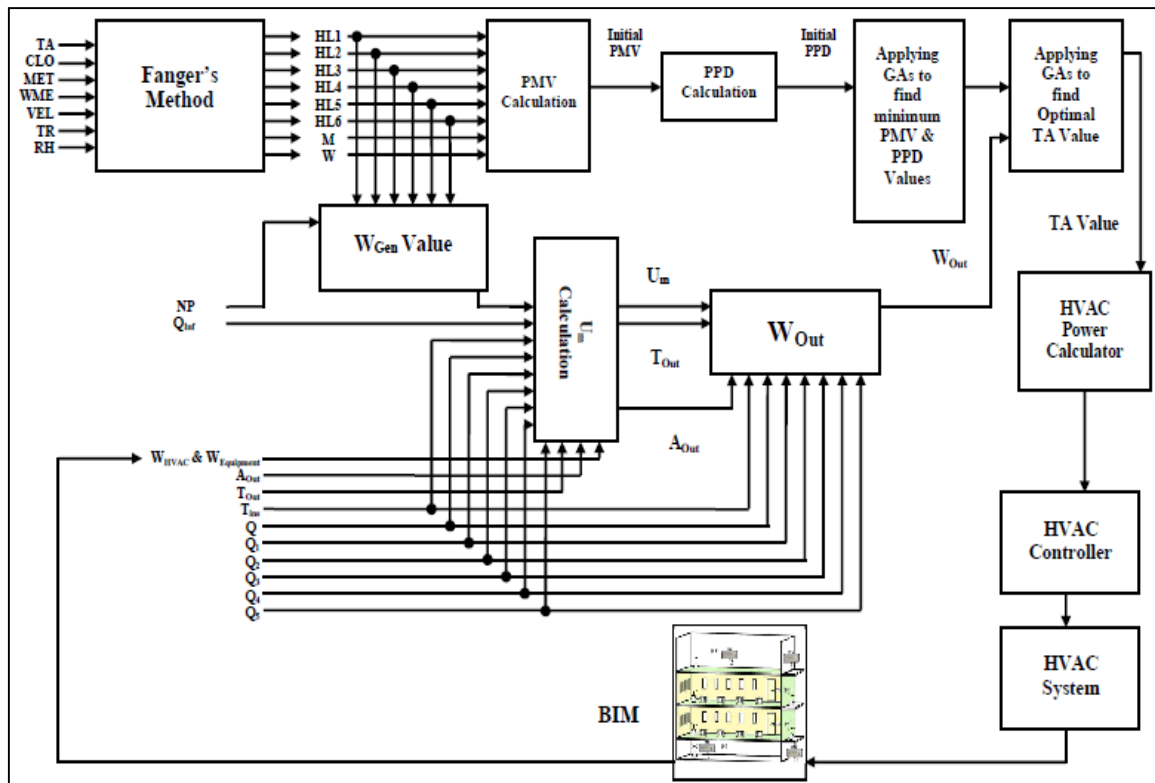 TA
CLO
MET
WME
VEL
TR
RH
Fanger's
Method
HL1
HL2
HL3
HL4
HL5
HL6
M
W
PMV
Calculation
Initial
PMV
PPD
Calculation
Initial
PPD
Applying
GAs to
find
minimum
PMV &
PPD
Values
Applying
GAs to
find
Optimal
TA Value
TA Value
WGen Value
NP
QInf
Um
Calculation
Um
TOut
AOut
WOut
WOut
HVAC
Power
Calculator
WHVAC & WEquipment
AOut
TOut
TIns
Q
Q1
Q2
Q3
Q4
Q5
HVAC
Controller
HVAC
System
BIM